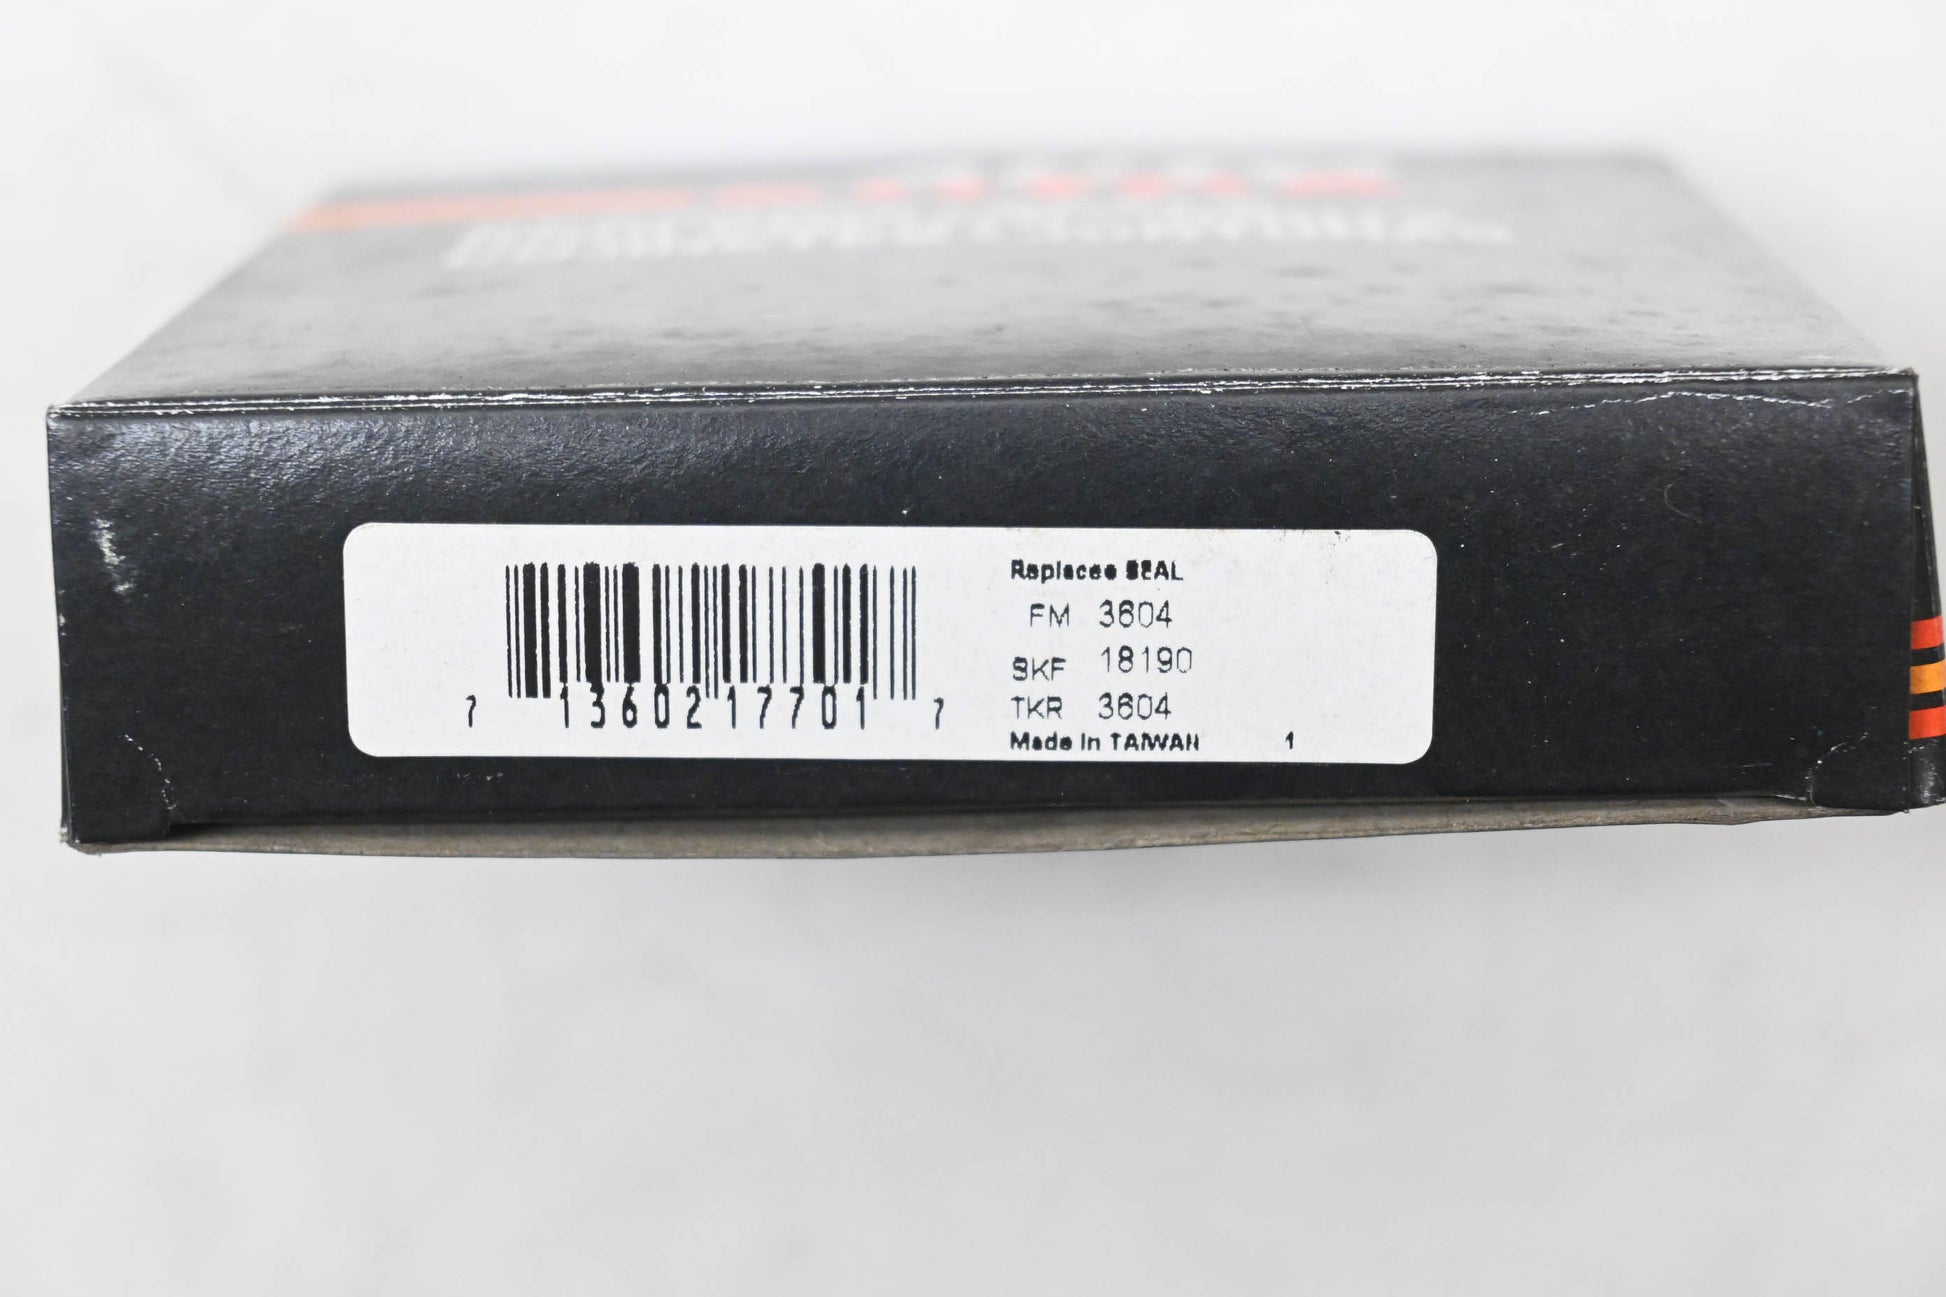 Replaces SEAL
FM 3604
SKF 18190
TKR 3604
Made in TAIWAN 1
7 13602 17701 7